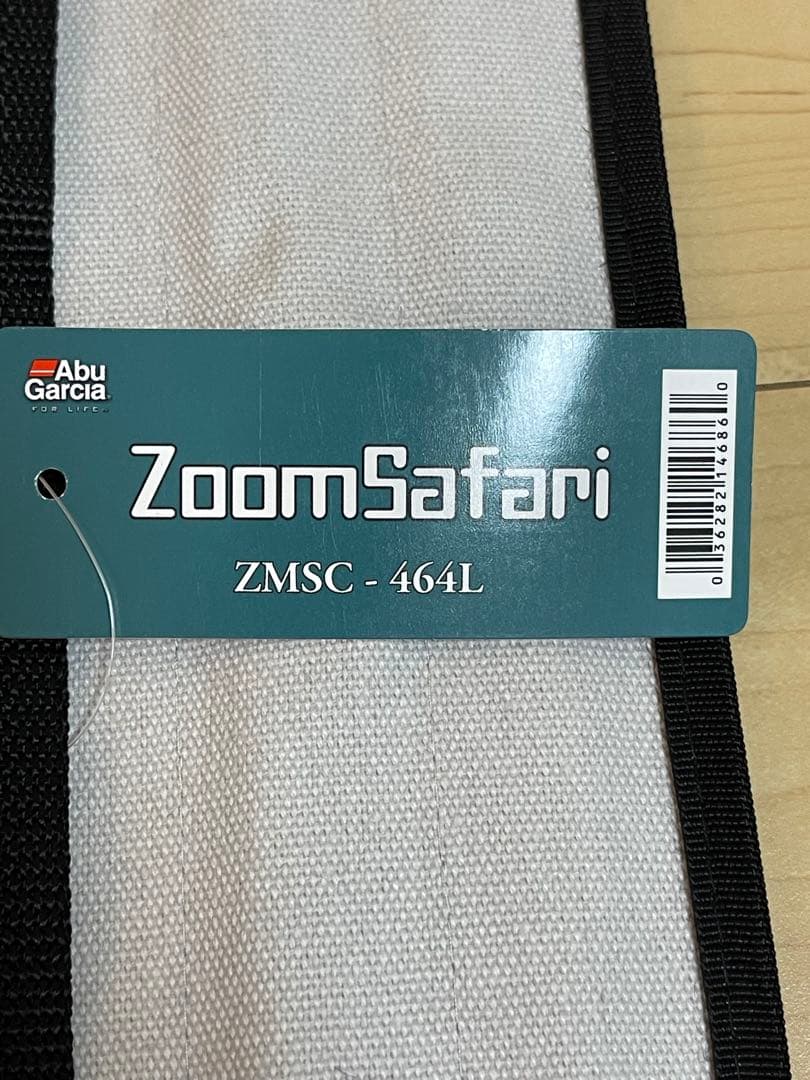 Abu
Garcia
FOR LIFE
ZoomSafari
ZMSC - 464L
0 36282 14686 0